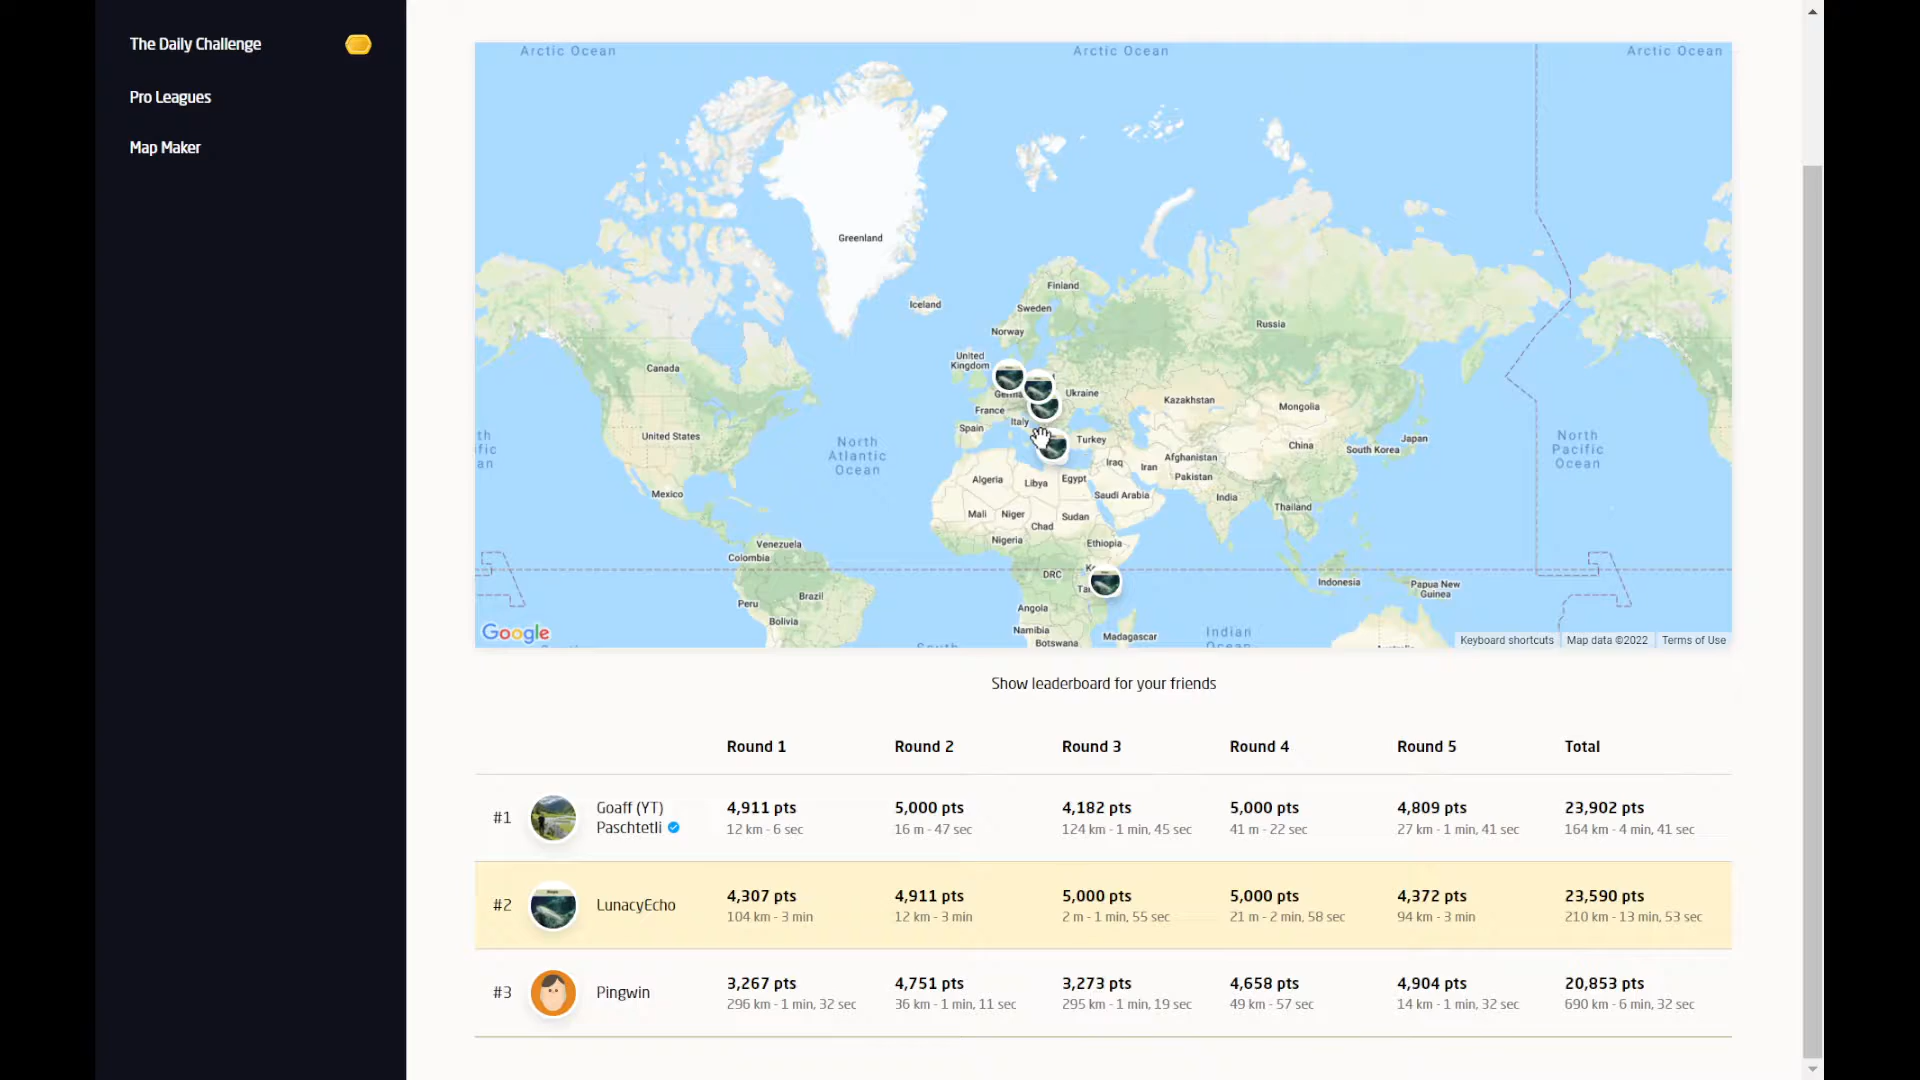 The Daily Challenge
Pro Leagues
Map Maker
Arctic Ocean
Arctic Ocean
Arctic Ocean
Greenland
Iceland
Finland
Sweden
Norway
Russia
United
Kingdom
Canada
Germa
Ukraine
Kazakhstan
Mongolia
France
Italy
Spain
Turkey
United States
North
Atlantic
Ocean
China
Japan
South Korea
North
Pacific
Ocean
th
fic
an
Iraq
Iran
Afghanistan
Pakistan
Algeria
Libya
Egypt
Saudi Arabia
India
Mexico
Thailand
Mali
Niger
Chad
Sudan
Nigeria
Ethiopia
Venezuela
Colombia
DRC
Ke
Tan
Indonesia
Papua New
Guinea
Brazil
Peru
Bolivia
Angola
Namibia
Botswana
Madagascar
Indian
Ocean
Google
Keyboard shortcuts
Map data ©2022
Terms of Use
Show leaderboard for your friends
Round 1 Round 2 Round 3 Round 4 Round 5 Total
#1 Goaff (YT) Paschtetli 4,911 pts 5,000 pts 4,182 pts 5,000 pts 4,809 pts 23,902 pts
12 km - 6 sec 16 m - 47 sec 124 km - 1 min, 45 sec 41 m - 22 sec 27 km - 1 min, 41 sec 164 km - 4 min, 41 sec
#2 LunacyEcho 4,307 pts 4,911 pts 5,000 pts 5,000 pts 4,372 pts 23,590 pts
104 km - 3 min 12 km - 3 min 2 m - 1 min, 55 sec 21 m - 2 min, 58 sec 94 km - 3 min 210 km - 13 min, 53 sec
#3 Pingwin 3,267 pts 4,751 pts 3,273 pts 4,658 pts 4,904 pts 20,853 pts
296 km - 1 min, 32 sec 36 km - 1 min, 11 sec 295 km - 1 min, 19 sec 49 km - 57 sec 14 km - 1 min, 32 sec 690 km - 6 min, 32 sec